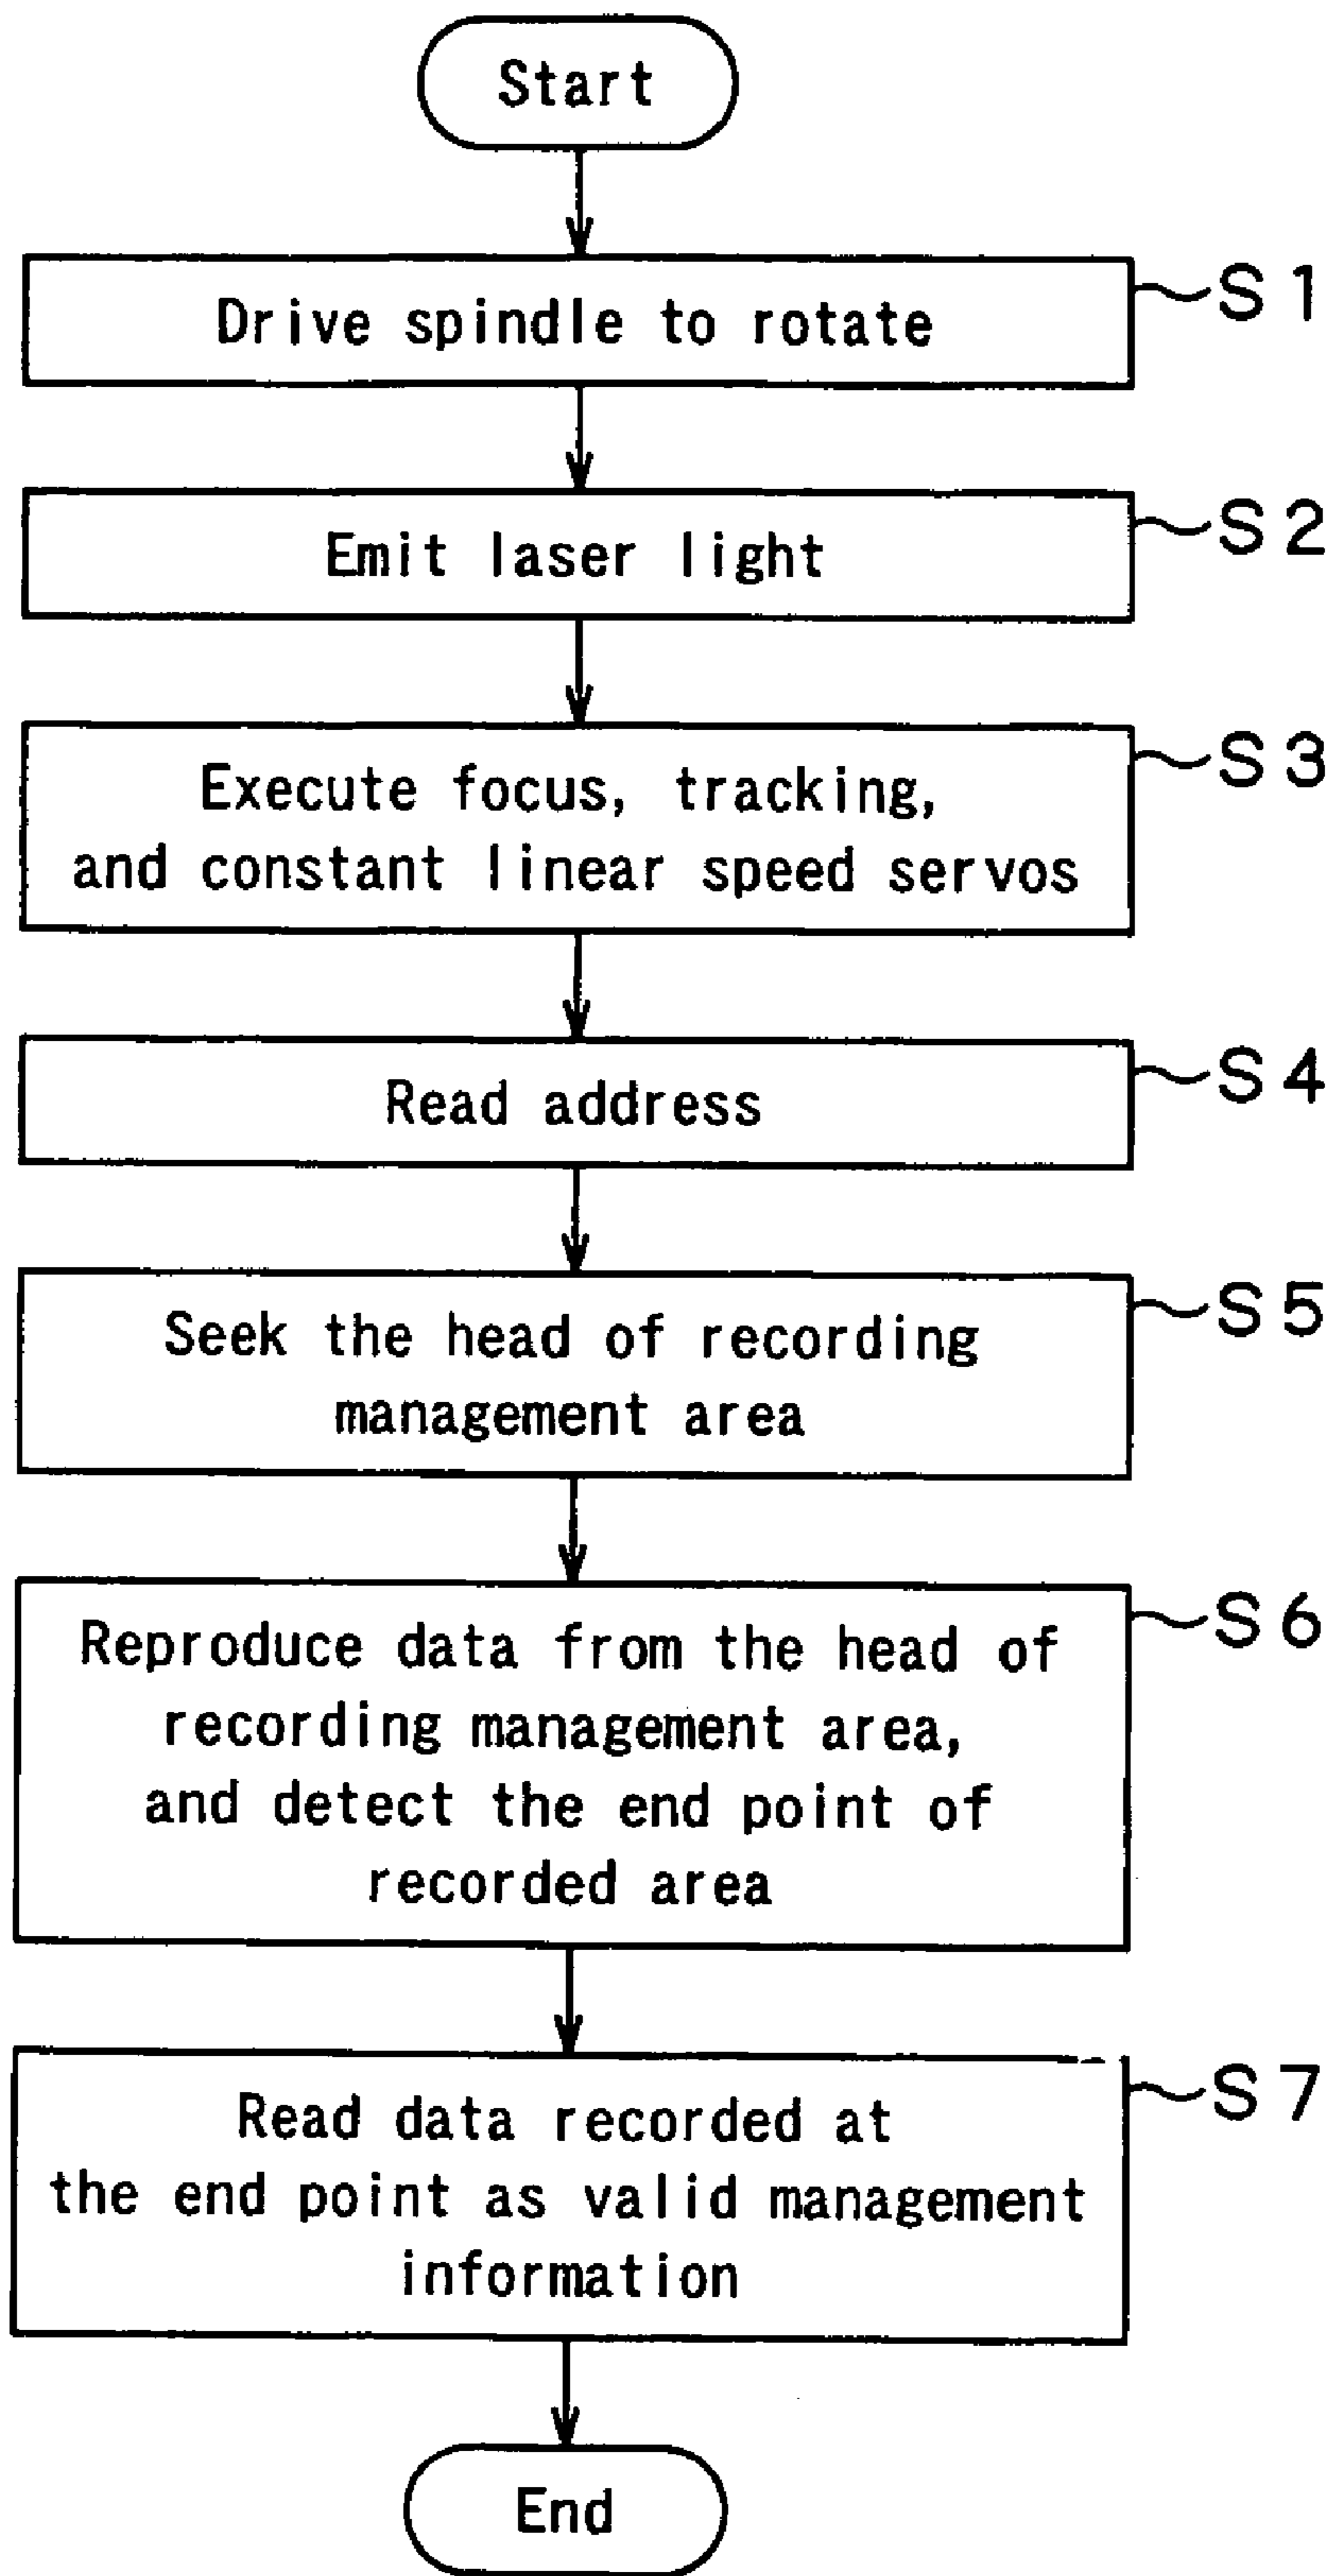 Start
Drive spindle to rotate
S1
Emit laser light
S2
Execute focus, tracking,
and constant linear speed servos
S3
Read address
S4
Seek the head of recording
management area
S5
Reproduce data from the head of
recording management area,
and detect the end point of
recorded area
S6
Read data recorded at
the end point as valid management
information
S7
End